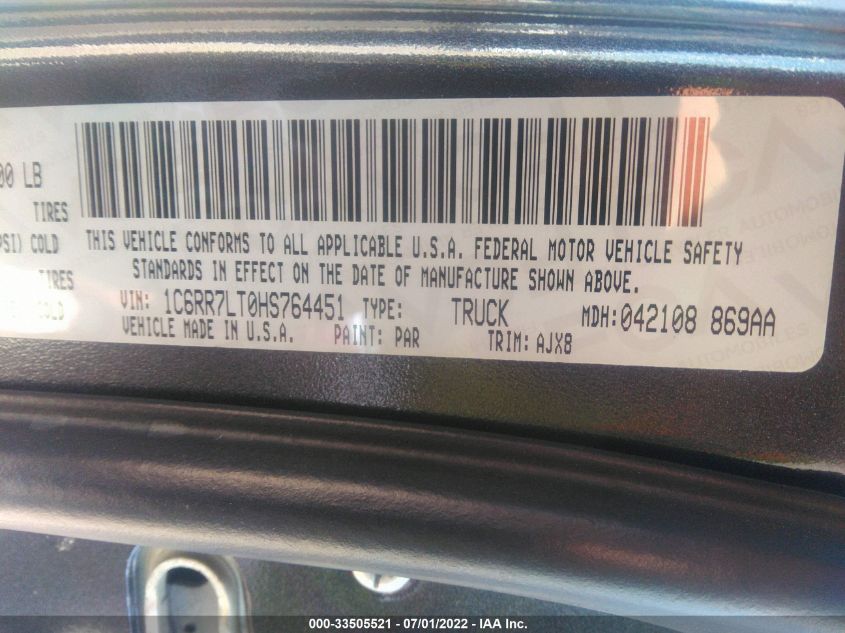 00 LB
TIRES
PSI) COLD
TIRES
COLD
THIS VEHICLE CONFORMS TO ALL APPLICABLE U.S.A. FEDERAL MOTOR VEHICLE SAFETY
STANDARDS IN EFFECT ON THE DATE OF MANUFACTURE SHOWN ABOVE.
VIN: 1C6RR7LT0HS764451 TYPE: TRUCK MDH:042108 869AA
VEHICLE MADE IN U.S.A. PAINT: PAR TRIM: AJX8
000-33505521 - 07/01/2022 - IAA Inc.